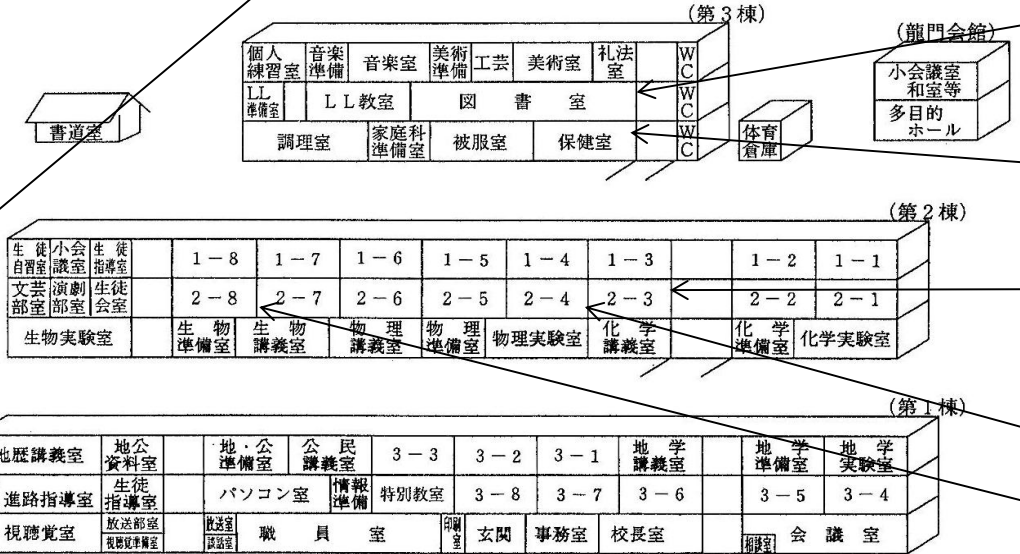 (第3棟)
個人練習室 音楽準備 音楽室 美術準備 工芸 美術室 礼法室 WC
LL準備室 LL教室 図書室 WC
調理室 家庭科準備室 被服室 保健室 WC
書道室
体育倉庫
(龍門会館)
小会議室
和室等
多目的
ホール
(第2棟)
生徒自習室 小会議室 生徒指導室 1-8 1-7 1-6 1-5 1-4 1-3 1-2 1-1
文芸部室 演劇部室 生徒会室 2-8 2-7 2-6 2-5 2-4 2-3 2-2 2-1
生物実験室 生物準備室 生物講義室 物理講義室 物理準備室 物理実験室 化学講義室 化学準備室 化学実験室
(第1棟)
地歴講義室 地公資料室 地・公準備室 公民講義室 3-3 3-2 3-1 地学講義室 地学準備室 地学実験室
進路指導室 生徒指導室 パソコン室 情報準備 特別教室 3-8 3-7 3-6 3-5 3-4
視聴覚室 放送部室 視聴覚準備室 放送室 談話室 職員室 印刷室 玄関 事務室 校長室 相談室 会議室